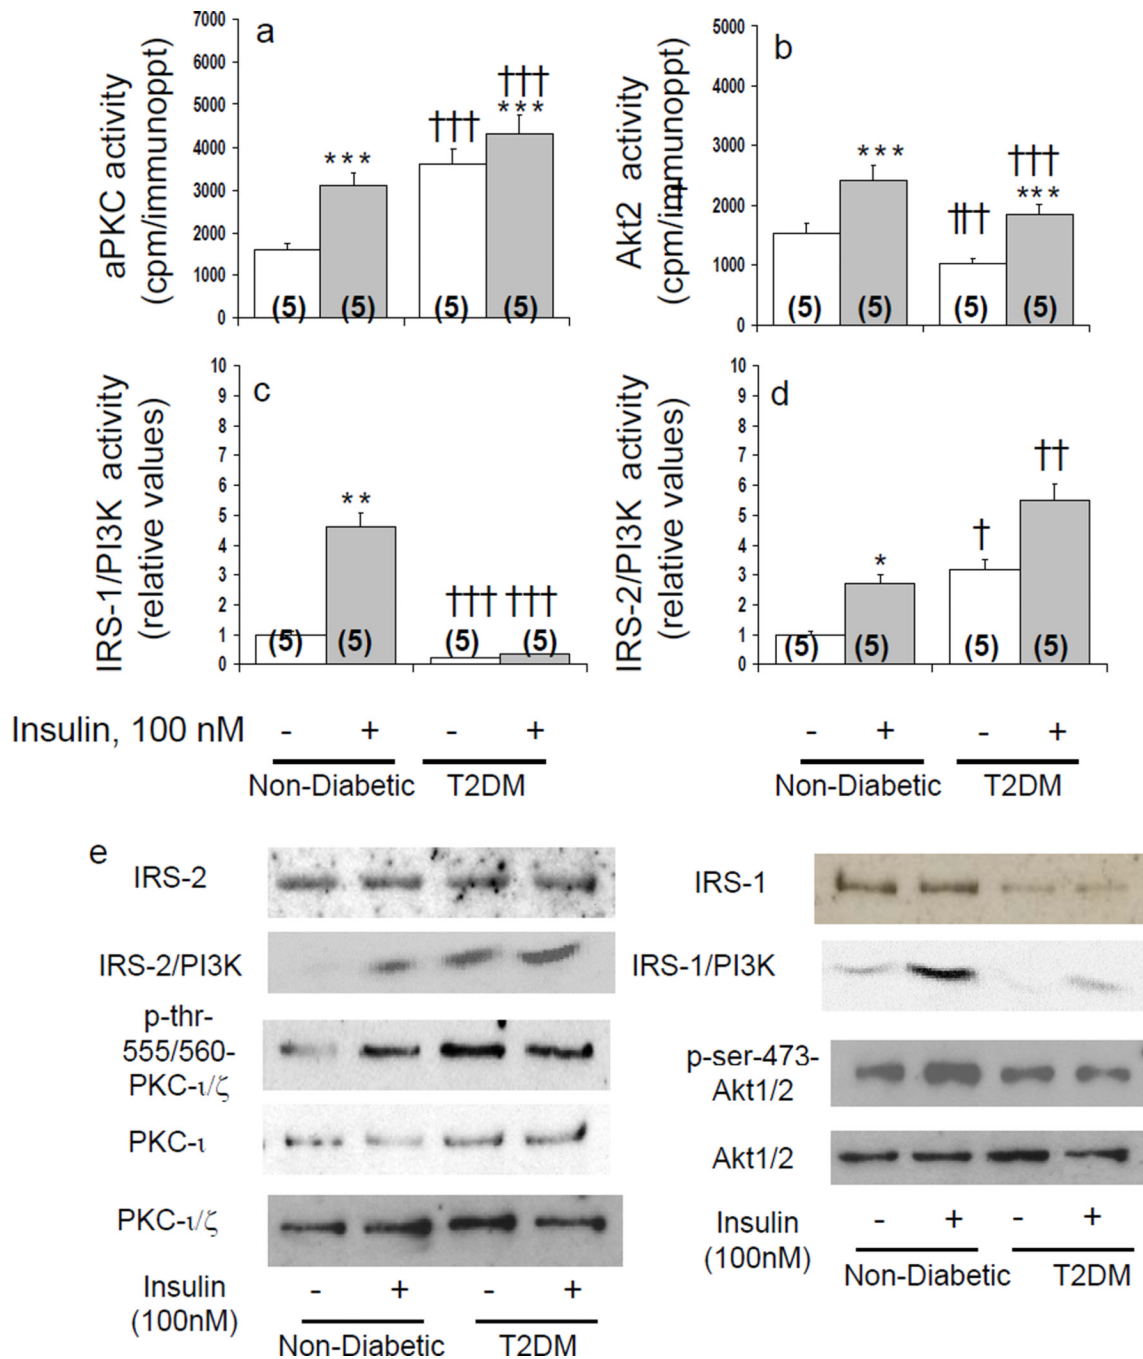 a
aPKC activity
(cpm/immunoppt)
7000
6000
5000
4000
3000
2000
1000
0
***
†††
†††
***
(5) (5) (5) (5)
b
Akt2 activity
(cpm/immunoppt)
†
5000
4000
3000
2000
1000
0
***
†††
†††
***
(5) (5) (5) (5)
c
IRS-1/PI3K activity
(relative values)
10
9
8
7
6
5
4
3
2
1
0
**
††† †††
(5) (5) (5) (5)
d
IRS-2/PI3K activity
(relative values)
10
9
8
7
6
5
4
3
2
1
0
*
†
††
(5) (5) (5) (5)
Insulin, 100 nM - + - + - + - +
Non-Diabetic T2DM Non-Diabetic T2DM
e
IRS-2
IRS-2/PI3K
p-thr-
555/560-
PKC-ι/ζ
PKC-ι
PKC-ι/ζ
Insulin - + - +
(100nM)
Non-Diabetic T2DM
IRS-1
IRS-1/PI3K
p-ser-473-
Akt1/2
Akt1/2
Insulin - + - +
(100nM)
Non-Diabetic T2DM